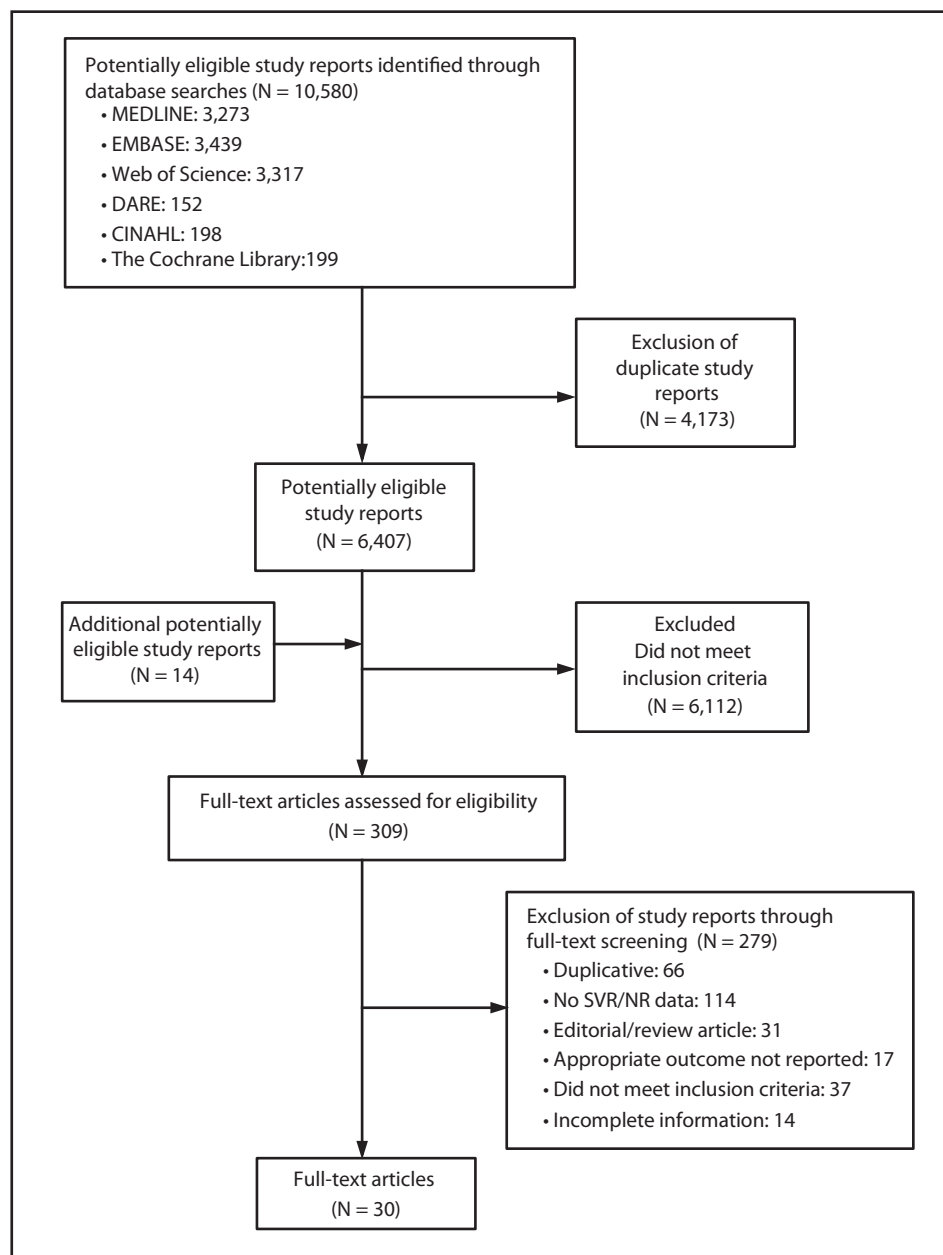 Potentially eligible study reports identified through
database searches (N = 10,580)
• MEDLINE: 3,273
• EMBASE: 3,439
• Web of Science: 3,317
• DARE: 152
• CINAHL: 198
• The Cochrane Library:199
Exclusion of
duplicate study
reports
(N = 4,173)
Potentially eligible
study reports
(N = 6,407)
Additional potentially
eligible study reports
(N = 14)
Excluded
Did not meet
inclusion criteria
(N = 6,112)
Full-text articles assessed for eligibility
(N = 309)
Exclusion of study reports through
full-text screening (N = 279)
• Duplicative: 66
• No SVR/NR data: 114
• Editorial/review article: 31
• Appropriate outcome not reported: 17
• Did not meet inclusion criteria: 37
• Incomplete information: 14
Full-text articles
(N = 30)